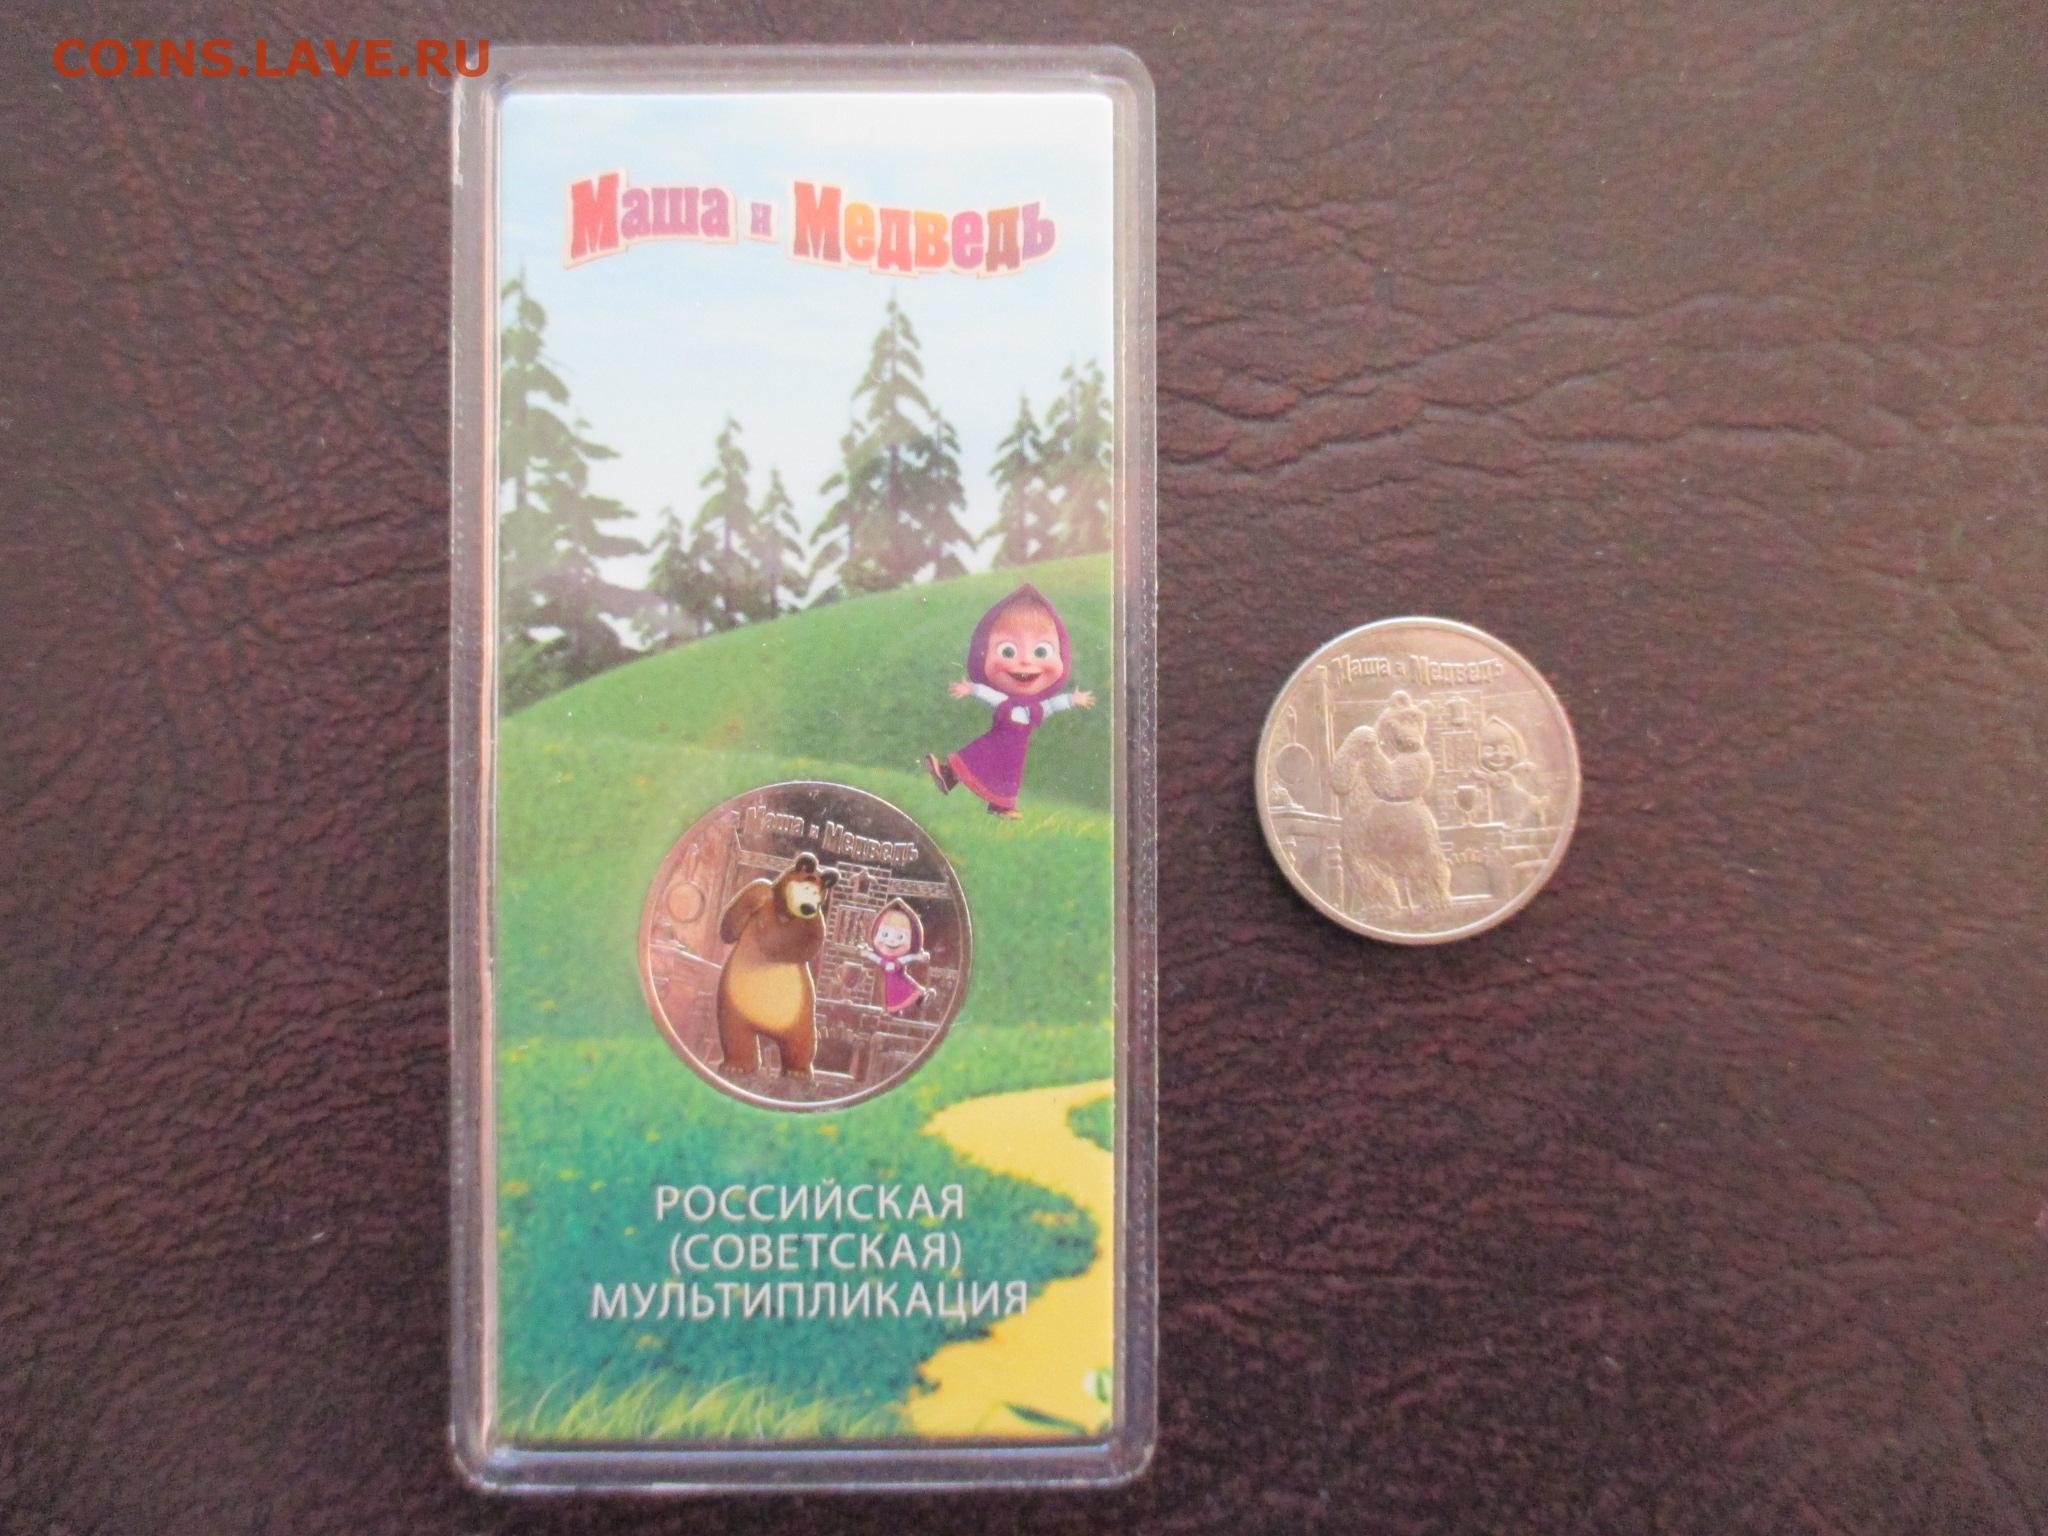 COINS.LAVE.RU
Маша и Медведь
Маша и Медведь
Маша и Медведь
РОССИЙСКАЯ
(СОВЕТСКАЯ)
МУЛЬТИПЛИКАЦИЯ